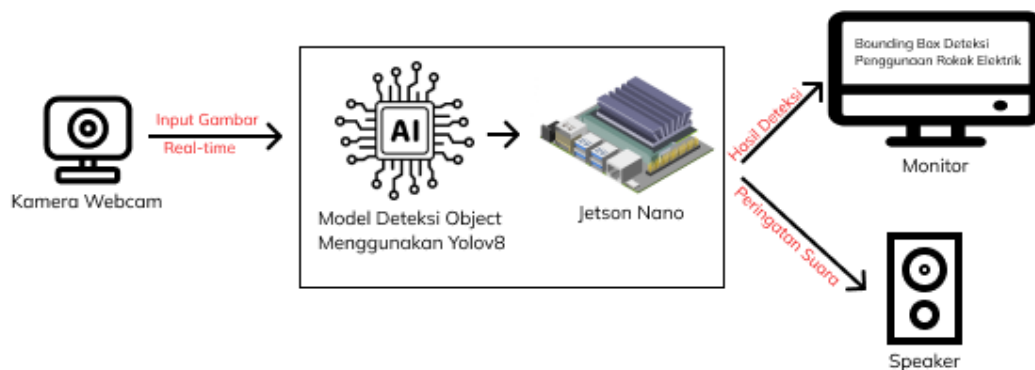 Kamera Webcam
Input Gambar
Real-time
AI
Model Deteksi Object
Menggunakan Yolov8
Jetson Nano
Hasil Deteksi
Peringatan Suara
Bounding Box Deteksi
Penggunaan Rokok Elektrik
Monitor
Speaker